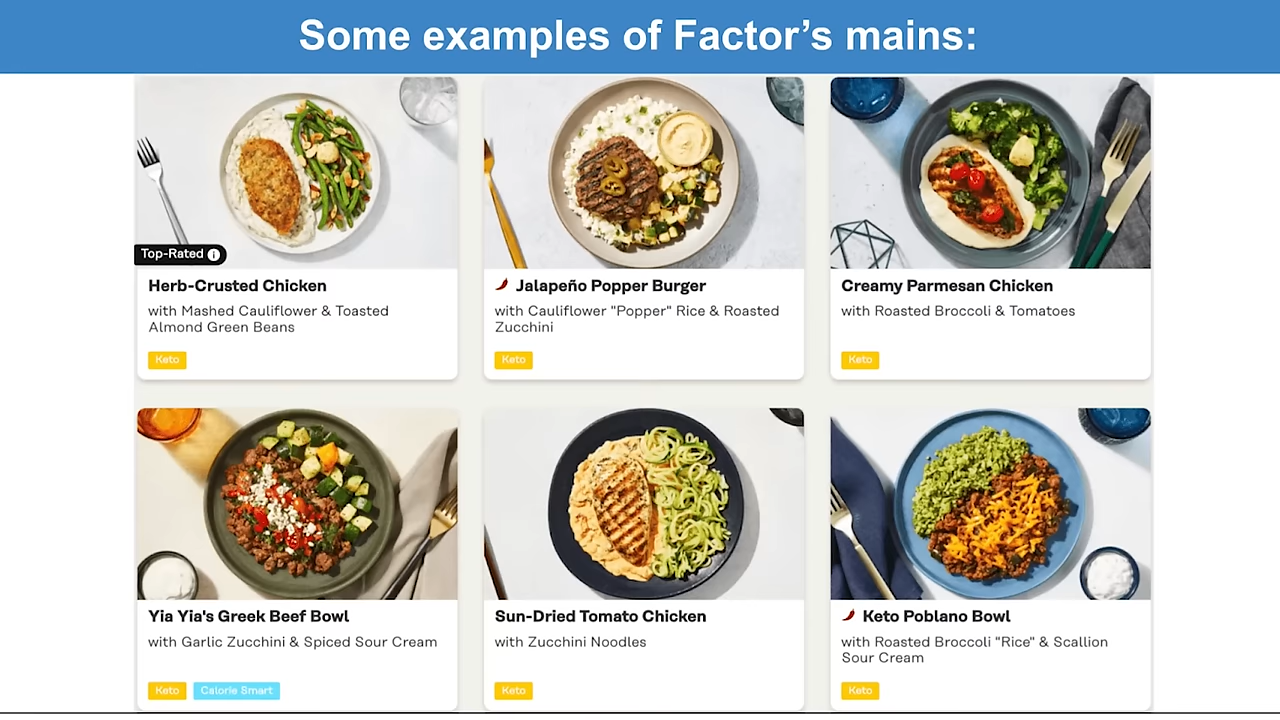 Some examples of Factor’s mains:
Top-Rated i
Herb-Crusted Chicken
with Mashed Cauliflower & Toasted
Almond Green Beans
Keto
Jalapeño Popper Burger
with Cauliflower "Popper" Rice & Roasted
Zucchini
Keto
Creamy Parmesan Chicken
with Roasted Broccoli & Tomatoes
Keto
Yia Yia's Greek Beef Bowl
with Garlic Zucchini & Spiced Sour Cream
Keto Calorie Smart
Sun-Dried Tomato Chicken
with Zucchini Noodles
Keto
Keto Poblano Bowl
with Roasted Broccoli "Rice" & Scallion
Sour Cream
Keto